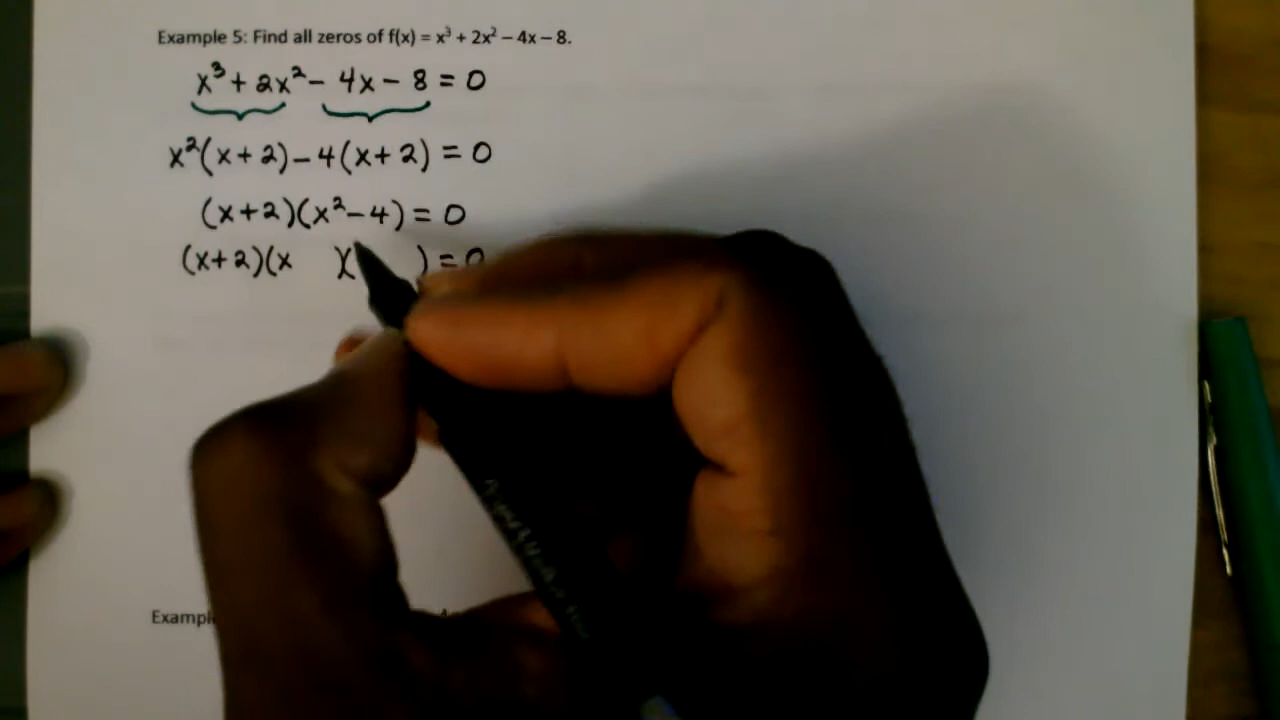 Example 5: Find all zeros of f(x) = x³ + 2x² – 4x – 8.
x³ + 2x² – 4x – 8 = 0
x²(x+2) – 4(x+2) = 0
(x+2)(x²–4) = 0
(x+2)(x )( ) = 0